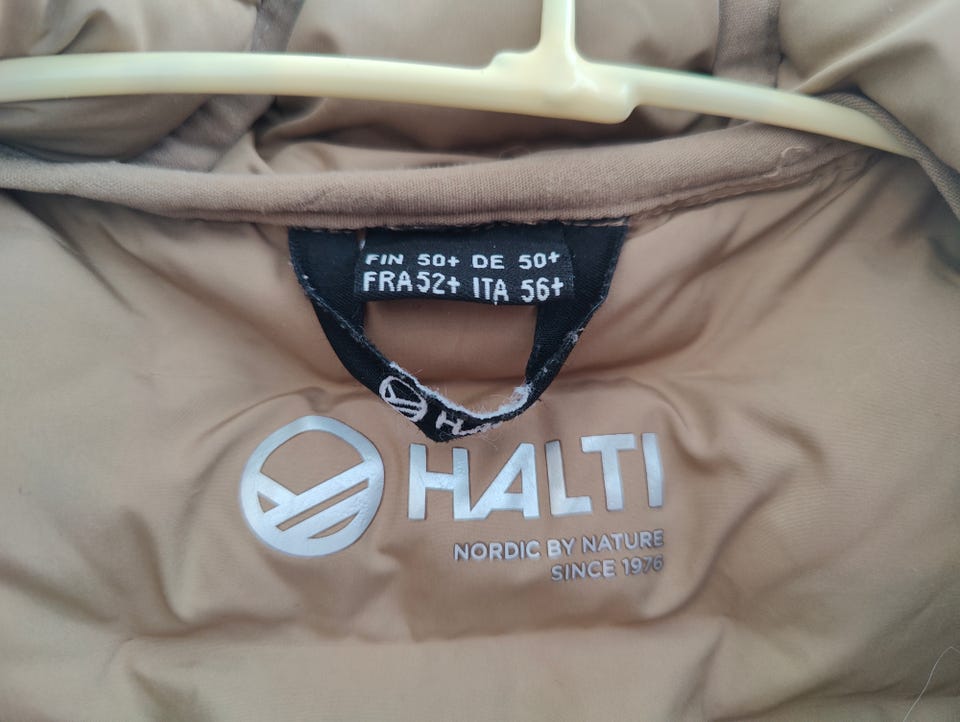 FIN 50+ DE 50+
FRA 52+ ITA 56+
HALTI
NORDIC BY NATURE
SINCE 1976